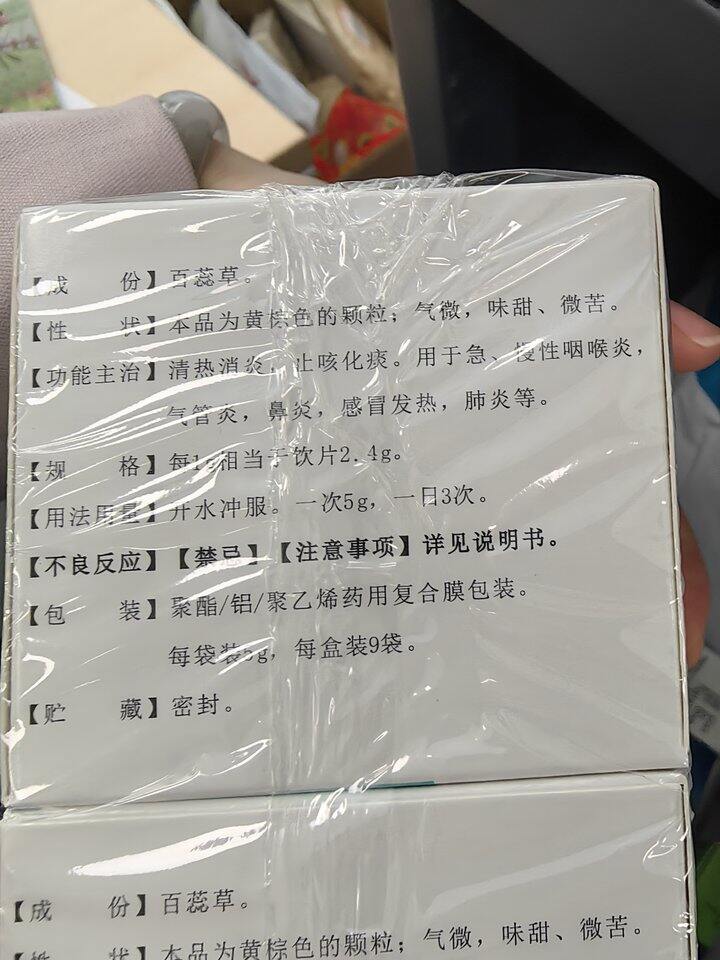 【成　　份】百蕊草。
【性　　状】本品为黄棕色的颗粒；气微，味甜、微苦。
【功能主治】清热消炎，止咳化痰。用于急、慢性咽喉炎，
气管炎，鼻炎，感冒发热，肺炎等。
【规　　格】每1g相当于饮片2.4g。
【用法用量】开水冲服。一次5g，一日3次。
【不良反应】【禁忌】【注意事项】详见说明书。
【包　　装】聚酯/铝/聚乙烯药用复合膜包装。
每袋装5g，每盒装9袋。
【贮　　藏】密封。
【成　　份】百蕊草。
【性　　状】本品为黄棕色的颗粒；气微，味甜、微苦。